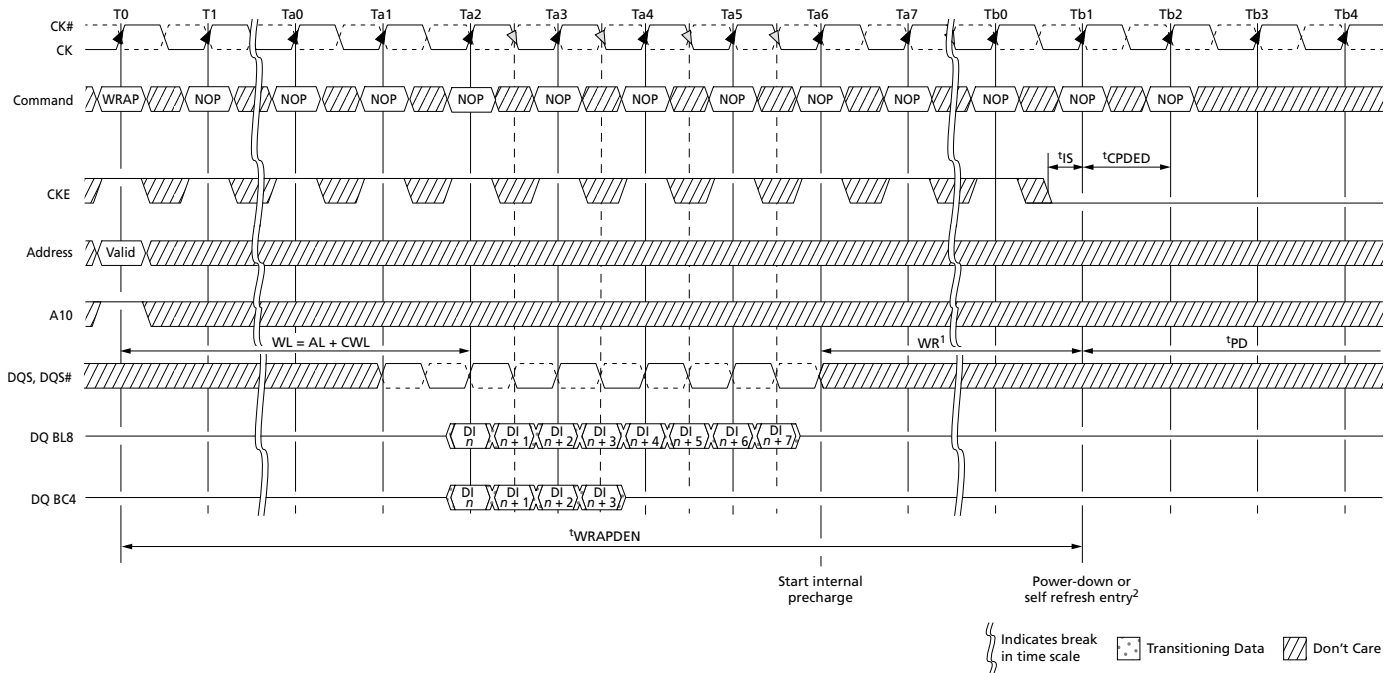 T0 T1 Ta0 Ta1 Ta2 Ta3 Ta4 Ta5 Ta6 Ta7 Tb0 Tb1 Tb2 Tb3 Tb4
CK#
CK
Command WRAP NOP NOP NOP NOP NOP NOP NOP NOP NOP NOP NOP NOP
tIS tCPDED
CKE
Address Valid
A10
WL = AL + CWL WR1 tPD
DQS, DQS#
DQ BL8 DI n DI n + 1 DI n + 2 DI n + 3 DI n + 4 DI n + 5 DI n + 6 DI n + 7
DQ BC4 DI n DI n + 1 DI n + 2 DI n + 3
tWRAPDEN
Start internal
precharge
Power-down or
self refresh entry2
Indicates break
in time scale
Transitioning Data
Don't Care